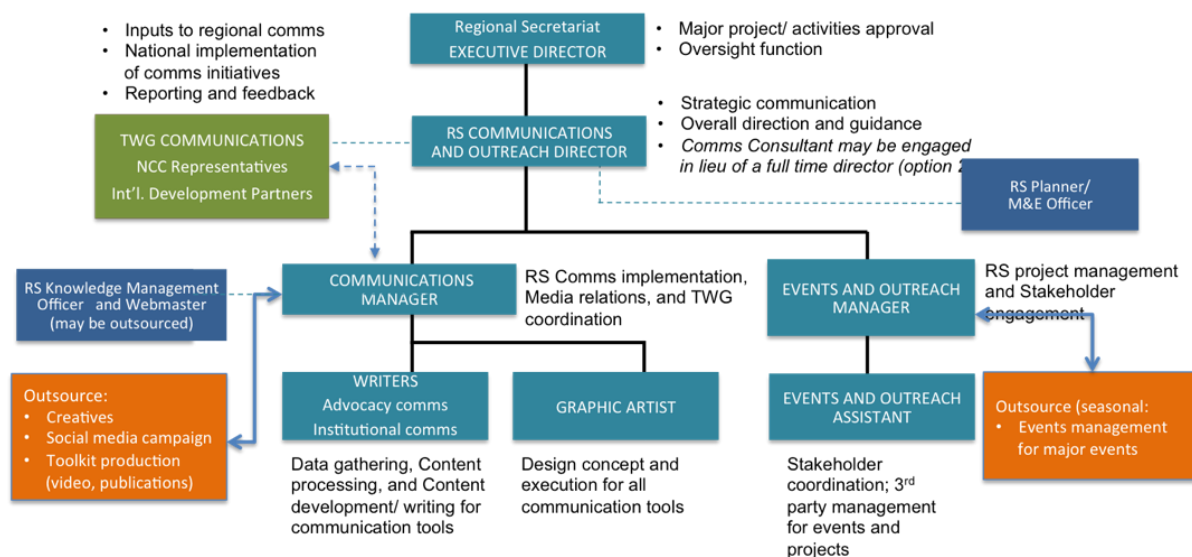 • Inputs to regional comms
• National implementation
of comms initiatives
• Reporting and feedback
Regional Secretariat
EXECUTIVE DIRECTOR
• Major project/ activities approval
• Oversight function
TWG COMMUNICATIONS
NCC Representatives
Int'l. Development Partners
RS COMMUNICATIONS
AND OUTREACH DIRECTOR
• Strategic communication
• Overall direction and guidance
• Comms Consultant may be engaged
in lieu of a full time director (option 2
RS Planner/
M&E Officer
RS Knowledge Management
Officer and Webmaster
(may be outsourced)
COMMUNICATIONS
MANAGER
RS Comms implementation,
Media relations, and TWG
coordination
EVENTS AND OUTREACH
MANAGER
RS project management
and Stakeholder
engagement
Outsource:
• Creatives
• Social media campaign
• Toolkit production
(video, publications)
WRITERS
Advocacy comms
Institutional comms
GRAPHIC ARTIST
EVENTS AND OUTREACH
ASSISTANT
Outsource (seasonal:
• Events management
for major events
Data gathering, Content
processing, and Content
development/ writing for
communication tools
Design concept and
execution for all
communication tools
Stakeholder
coordination; 3rd
party management
for events and
projects